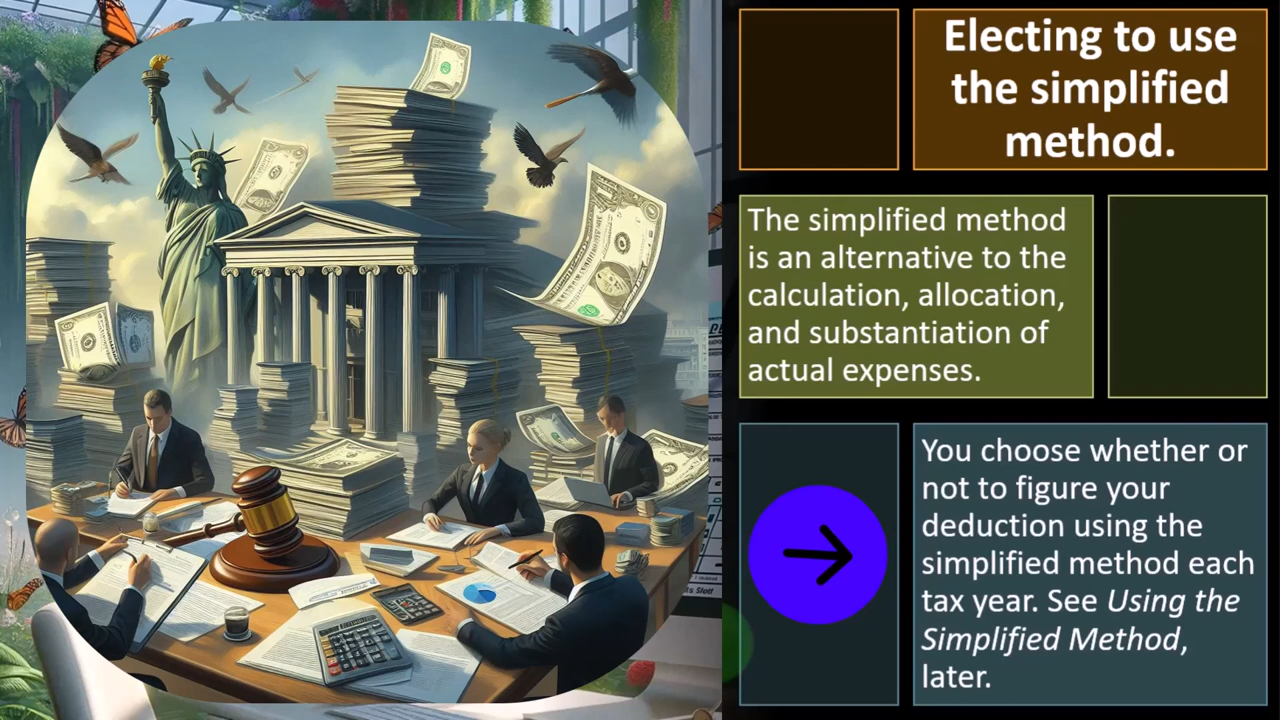 Electing to use
the simplified
method.
The simplified method
is an alternative to the
calculation, allocation,
and substantiation of
actual expenses.
You choose whether or
not to figure your
deduction using the
simplified method each
tax year. See Using the
Simplified Method,
later.